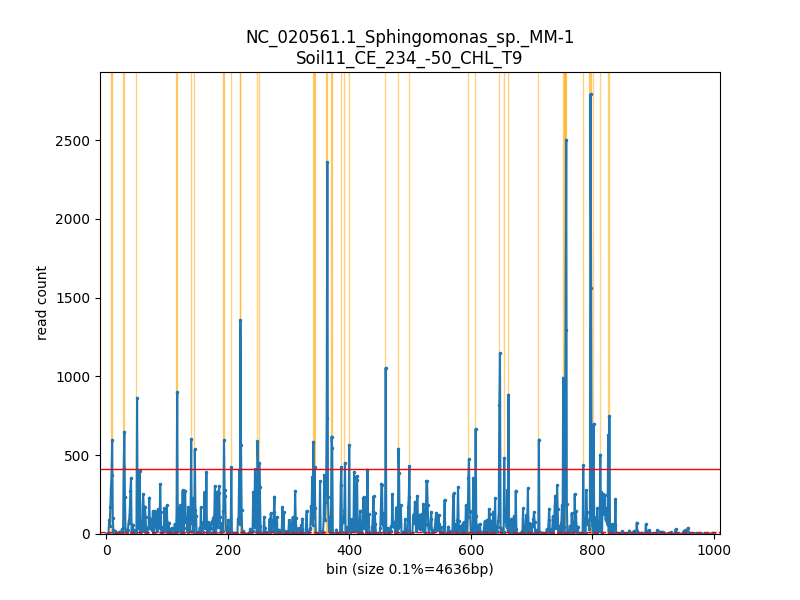 NC_020561.1_Sphingomonas_sp._MM-1
Soil11_CE_234_-50_CHL_T9
2500
2000
1500
1000
500
0
read count
0 200 400 600 800 1000
bin (size 0.1%=4636bp)